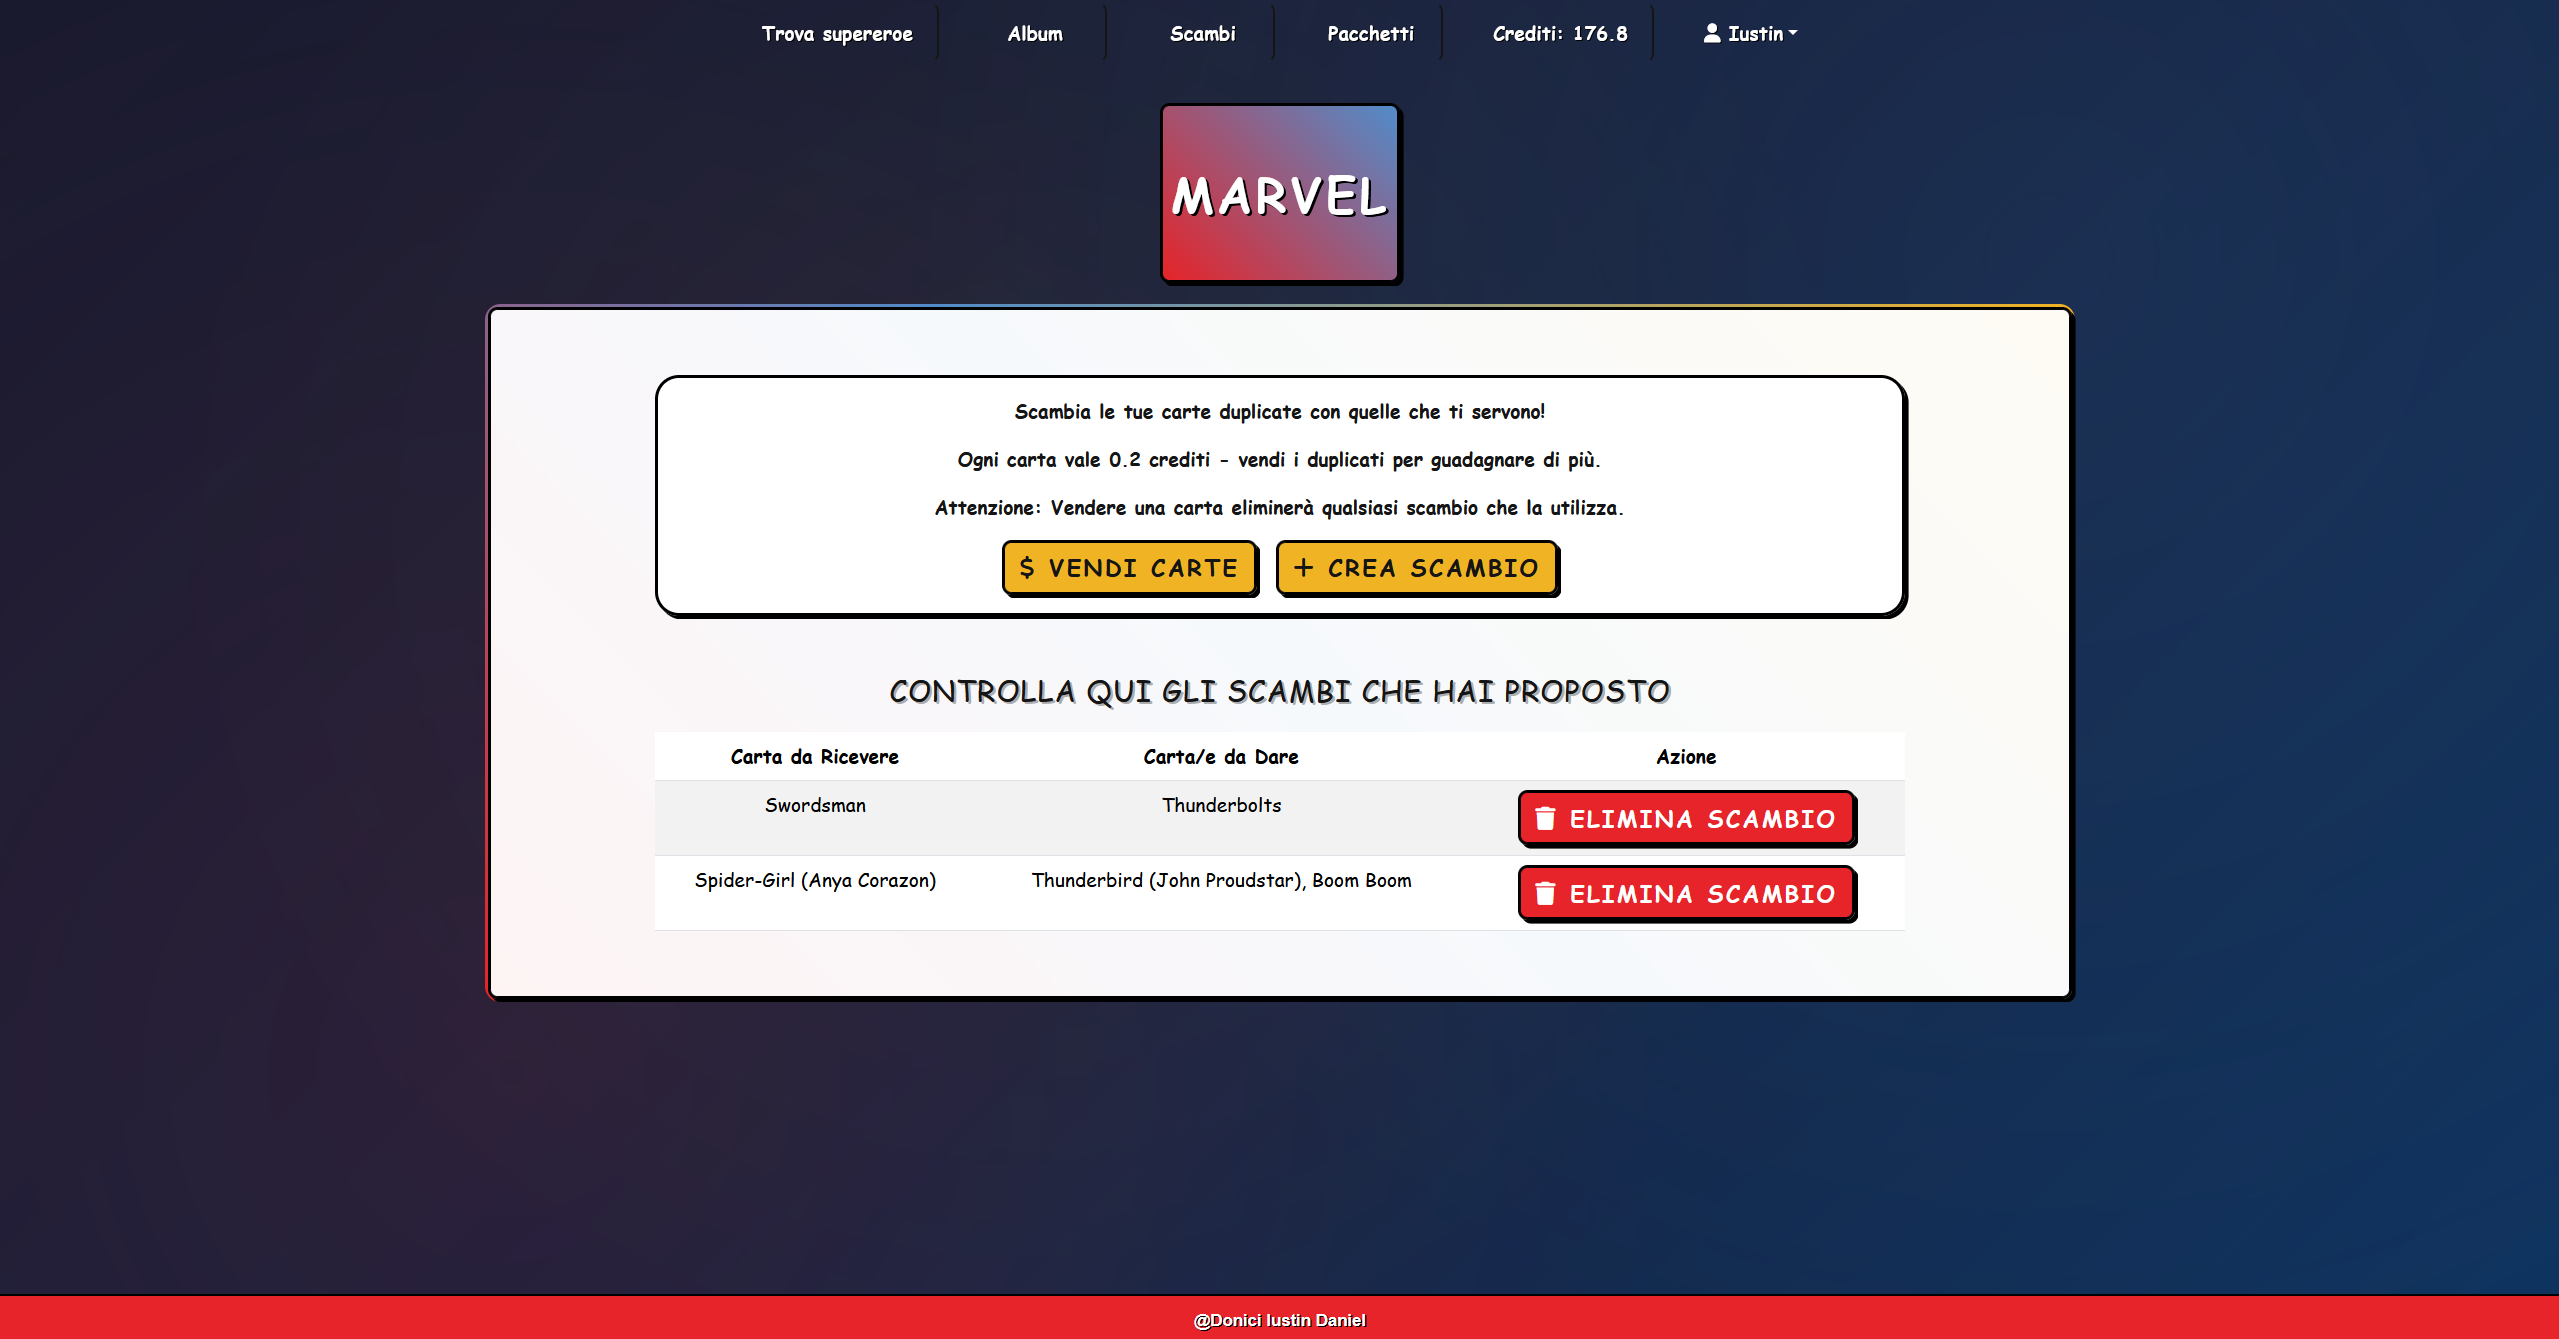 Trova supereroe Album Scambi Pacchetti Crediti: 176.8 Iustin
MARVEL
Scambia le tue carte duplicate con quelle che ti servono!
Ogni carta vale 0.2 crediti - vendi i duplicati per guadagnare di più.
Attenzione: Vendere una carta eliminerà qualsiasi scambio che la utilizza.
$ VENDI CARTE + CREA SCAMBIO
CONTROLLA QUI GLI SCAMBI CHE HAI PROPOSTO
Carta da Ricevere Carta/e da Dare Azione
Swordsman Thunderbolts ELIMINA SCAMBIO
Spider-Girl (Anya Corazon) Thunderbird (John Proudstar), Boom Boom ELIMINA SCAMBIO
@Donici Iustin Daniel